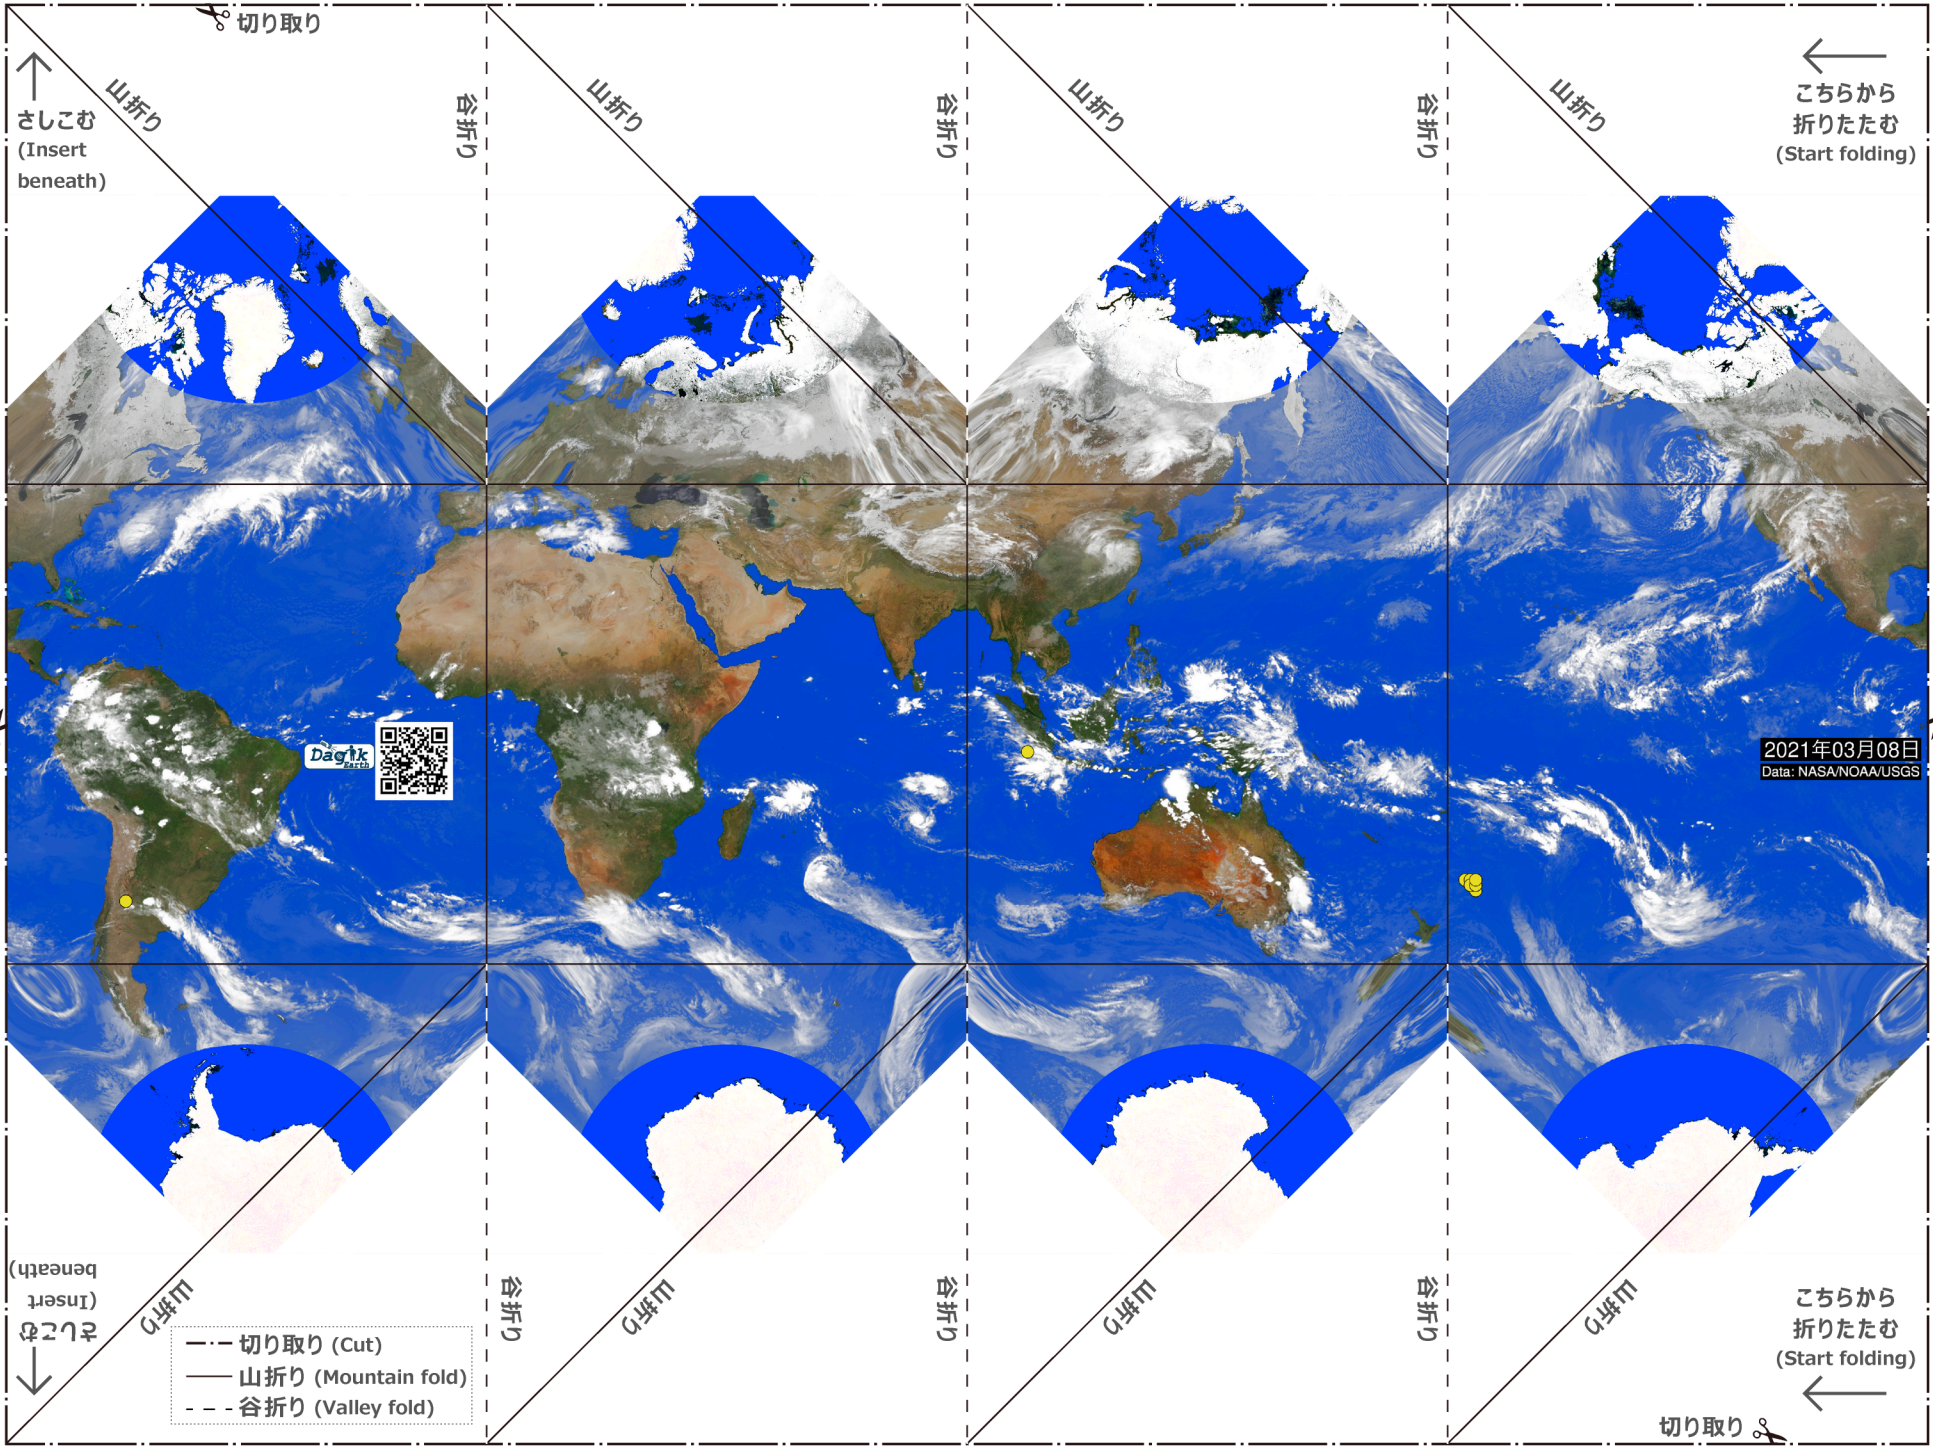 切り取り
山折り
山折り
山折り
山折り
谷折り
谷折り
谷折り
さしこむ
(Insert
beneath)
こちらから
折りたたむ
(Start folding)
Dagik
Earth
2021年03月08日
Data: NASA/NOAA/USGS
さしこむ
(Insert
beneath)
山折り
山折り
山折り
山折り
谷折り
谷折り
谷折り
切り取り (Cut)
山折り (Mountain fold)
谷折り (Valley fold)
こちらから
折りたたむ
(Start folding)
切り取り